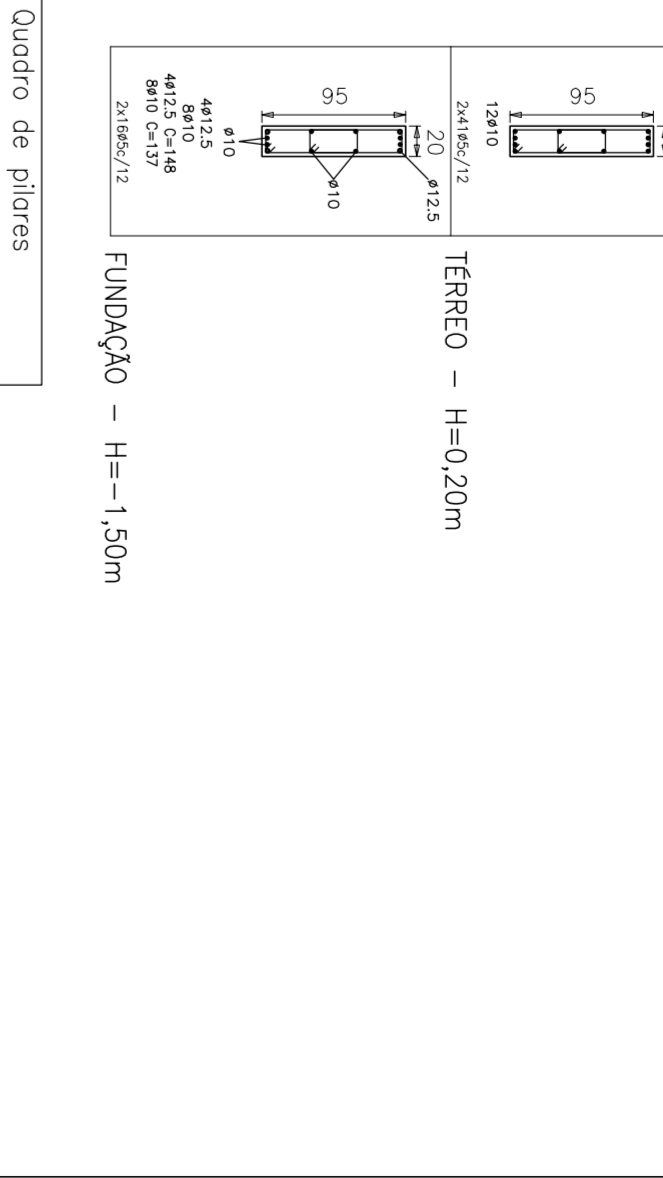 95
12ø10
2x41ø5c/12
TÉRREO - H=0,20m
20
ø12.5
95
ø10
ø10
4ø12.5
8ø10
4ø12.5 C=148
8ø10 C=137
2x16ø5c/12
FUNDAÇÃO - H=-1,50m
Quadro de pilares